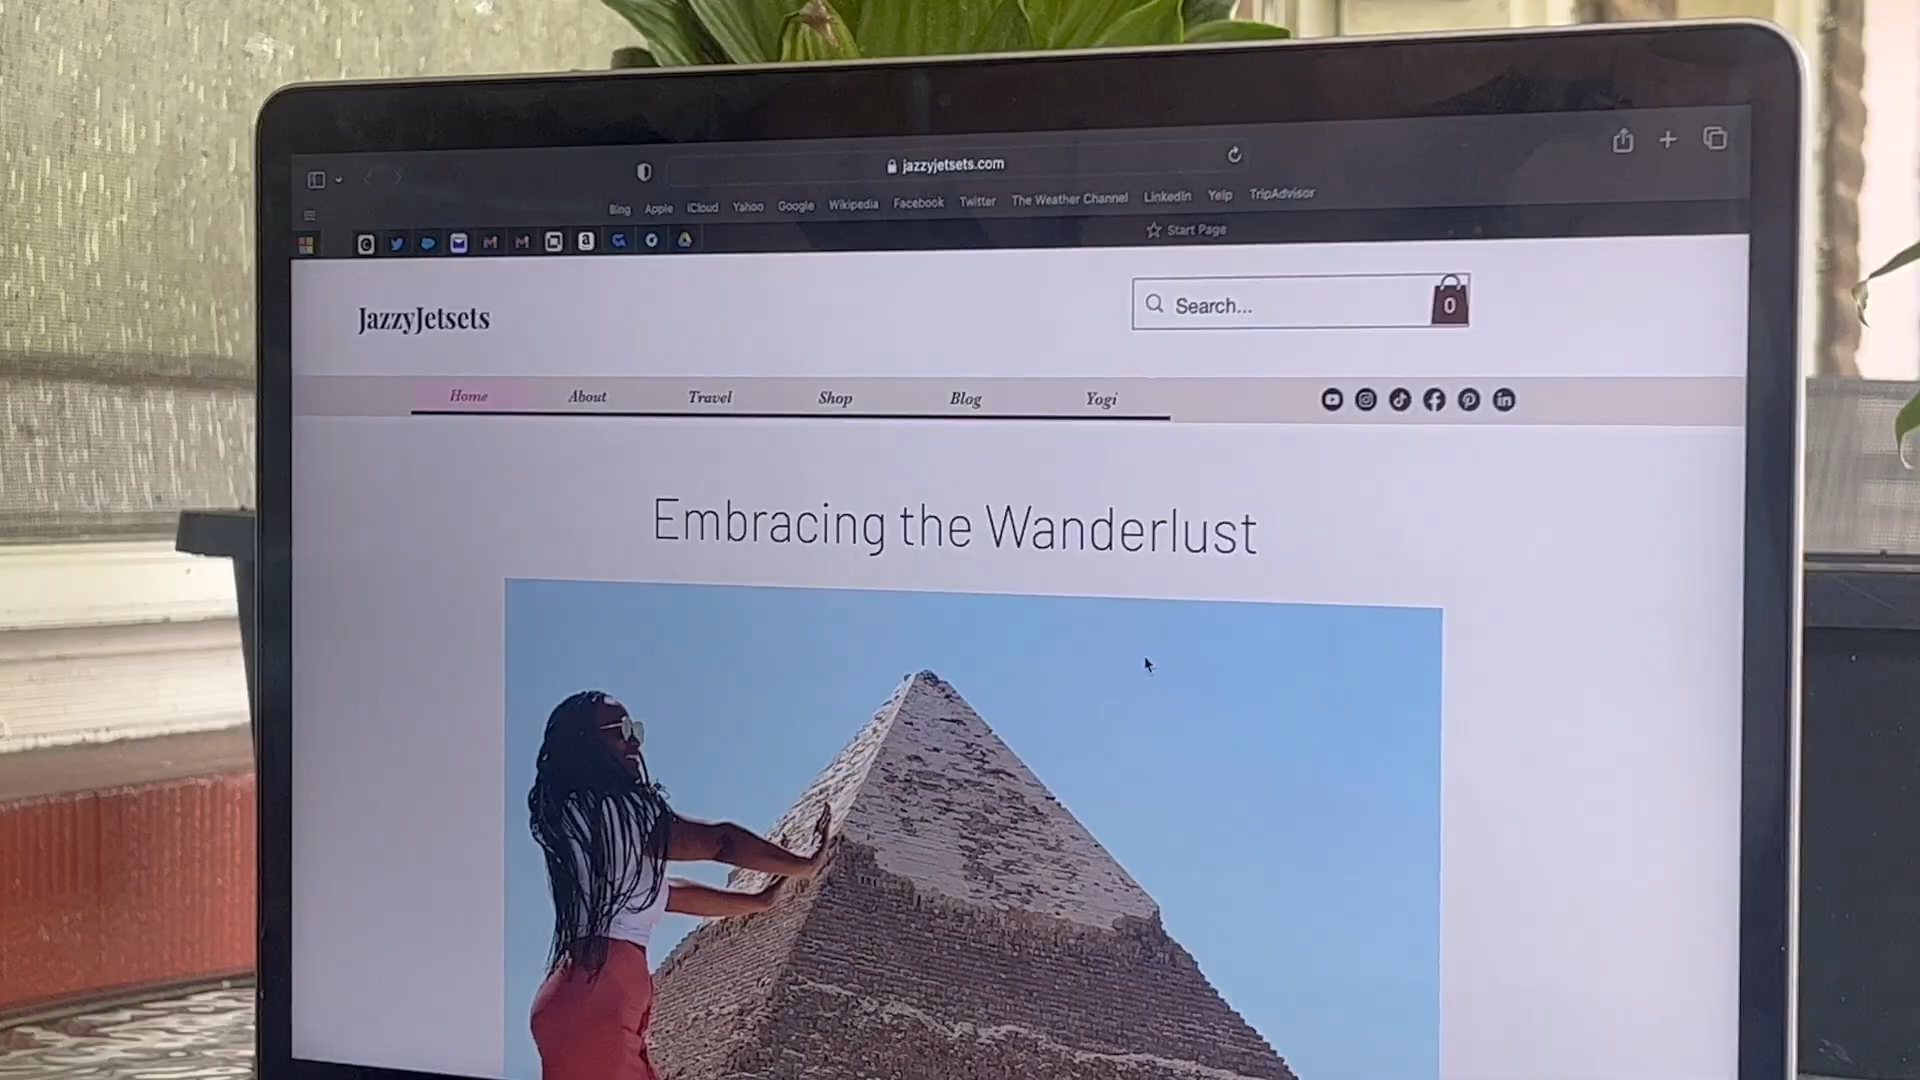 jazzyjetsets.com
Bing Apple iCloud Yahoo Google Wikipedia Facebook Twitter The Weather Channel LinkedIn Yelp TripAdvisor
Start Page
JazzyJetsets
Search...
0
Home About Travel Shop Blog Yogi
Embracing the Wanderlust